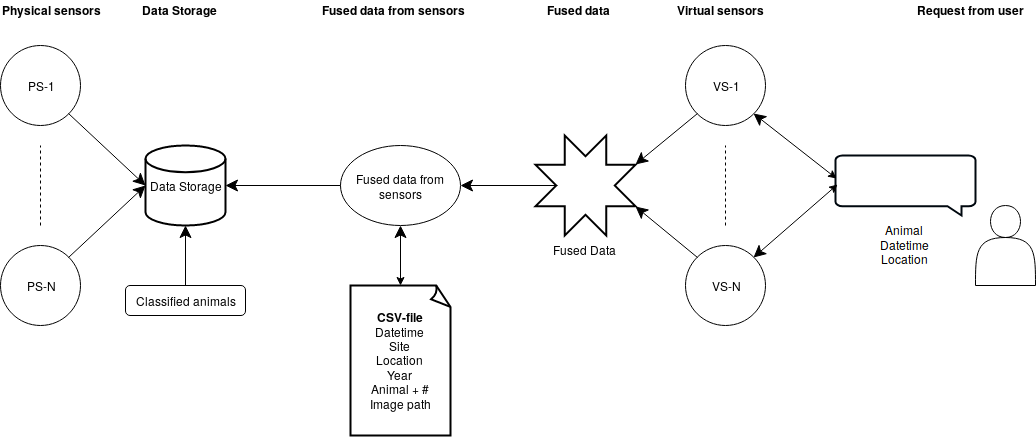 Physical sensors
Data Storage
Fused data from sensors
Fused data
Virtual sensors
Request from user
PS-1
VS-1
Data Storage
Fused data from
sensors
Animal
Datetime
Location
Fused Data
PS-N
VS-N
Classified animals
CSV-file
Datetime
Site
Location
Year
Animal + #
Image path